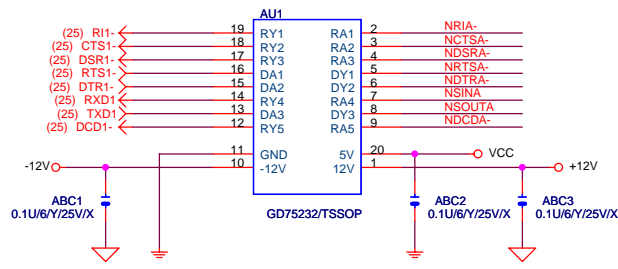 AU1
(25) RI1- 19 RY1 RA1 2 NRIA-
(25) CTS1- 18 RY2 RA2 3 NCTSA-
(25) DSR1- 17 RY3 RA3 4 NDSRA-
(25) RTS1- 16 DA1 DY1 5 NRTSA-
(25) DTR1- 15 DA2 DY2 6 NDTRA-
(25) RXD1 14 RY4 RA4 7 NSINA
(25) TXD1 13 DA3 DY3 8 NSOUTA
(25) DCD1- 12 RY5 RA5 9 NDCDA-
11 GND 5V 20 VCC
-12V 10 -12V 12V 1 +12V
ABC1
0.1U/6/Y/25V/X
GD75232/TSSOP
ABC2
0.1U/6/Y/25V/X
ABC3
0.1U/6/Y/25V/X